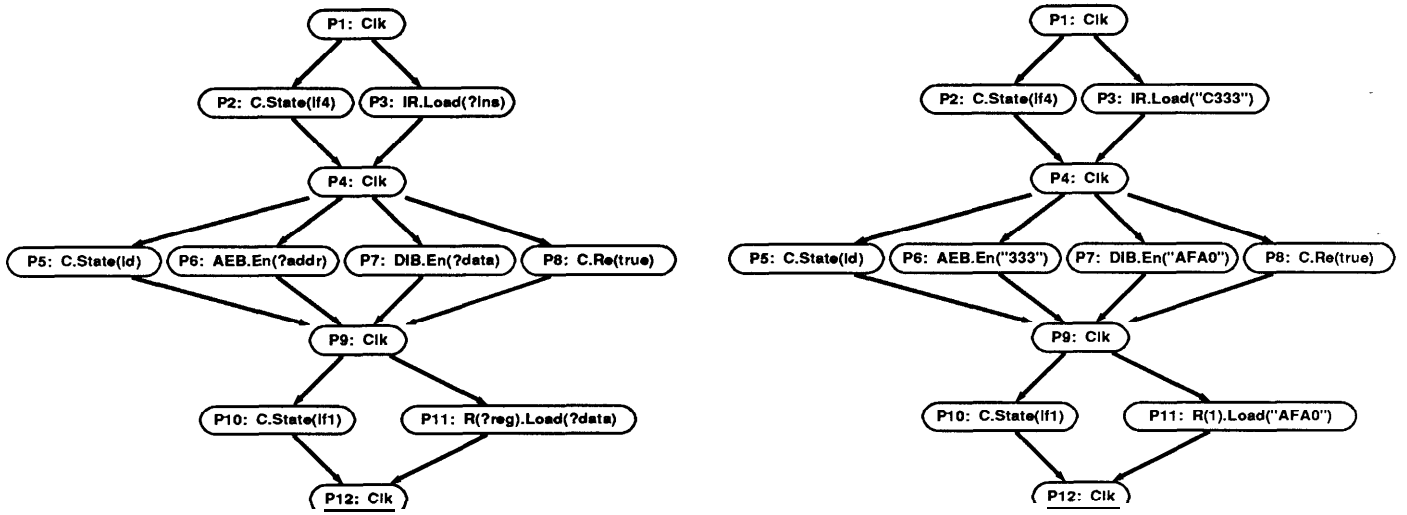 P1: Clk
P2: C.State(if4)
P3: IR.Load(?ins)
P4: Clk
P5: C.State(id)
P6: AEB.En(?addr)
P7: DIB.En(?data)
P8: C.Re(true)
P9: Clk
P10: C.State(if1)
P11: R(?reg).Load(?data)
P12: Clk
P1: Clk
P2: C.State(if4)
P3: IR.Load("C333")
P4: Clk
P5: C.State(id)
P6: AEB.En("333")
P7: DIB.En("AFA0")
P8: C.Re(true)
P9: Clk
P10: C.State(if1)
P11: R(1).Load("AFA0")
P12: Clk